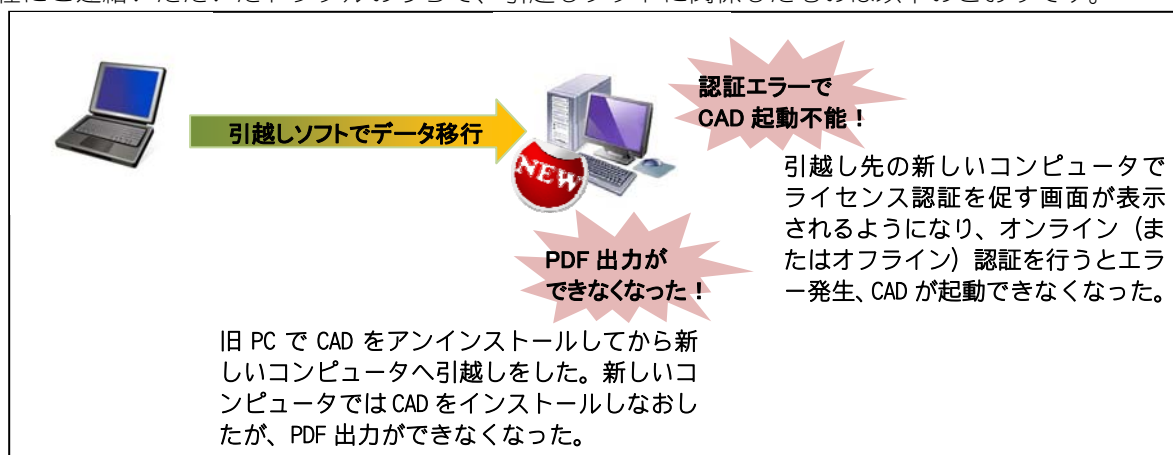 引越しソフトでデータ移行
NEW
認証エラーで
CAD 起動不能！
引越し先の新しいコンピュータで
ライセンス認証を促す画面が表示
されるようになり、オンライン（ま
たはオフライン）認証を行うとエラ
ー発生、CAD が起動できなくなった。
PDF 出力が
できなくなった！
旧 PC で CAD をアンインストールしてから新
しいコンピュータへ引越しをした。新しいコ
ンピュータでは CAD をインストールしなおし
たが、PDF 出力ができなくなった。